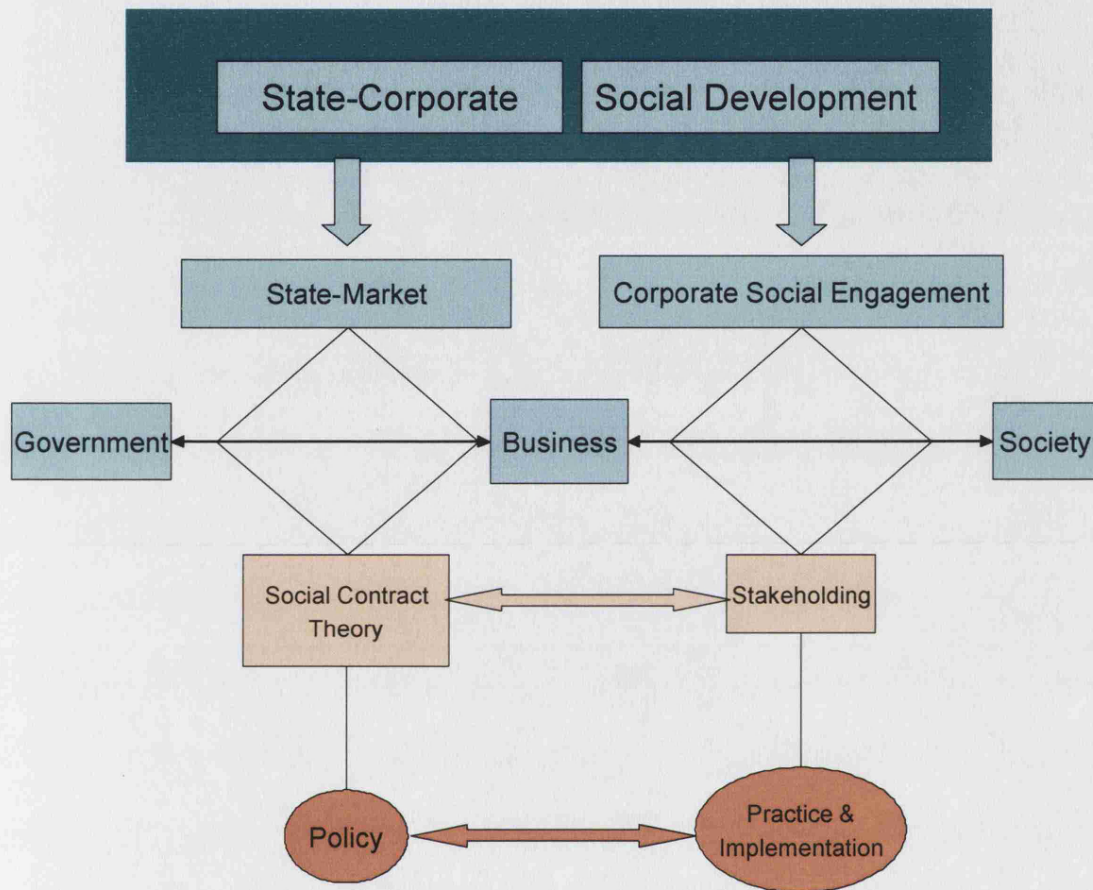 State-Corporate
Social Development
State-Market
Corporate Social Engagement
Government
Business
Society
Social Contract
Theory
Stakeholding
Policy
Practice &
Implementation